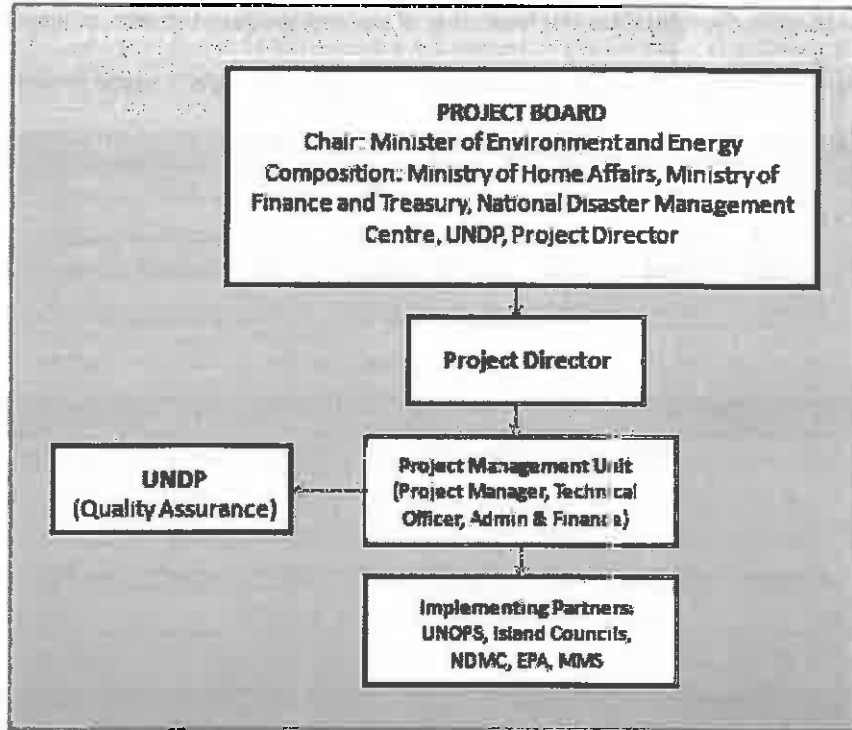 PROJECT BOARD
Chair: Minister of Environment and Energy
Composition: Ministry of Home Affairs, Ministry of
Finance and Treasury, National Disaster Management
Centre, UNDP, Project Director
Project Director
UNDP
(Quality Assurance)
Project Management Unit
(Project Manager, Technical
Officer, Admin & Finance)
Implementing Partners:
UNOPS, Island Councils,
NDMC, EPA, MMS